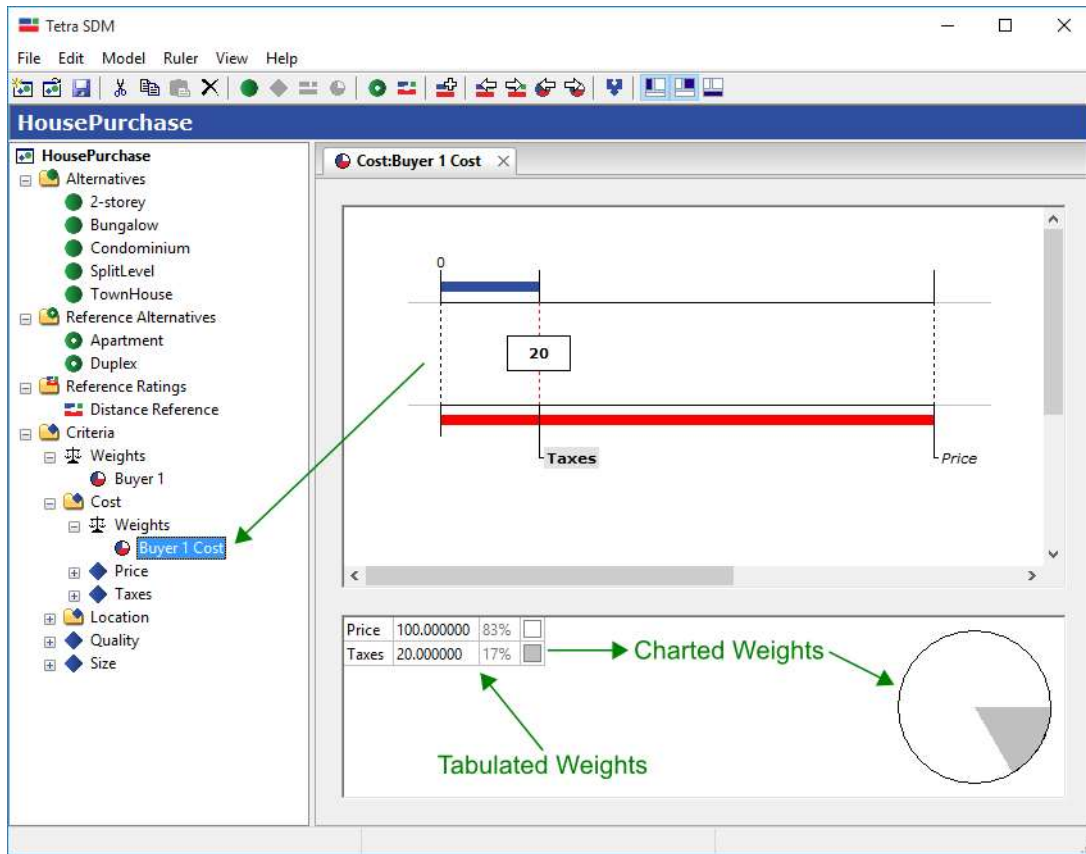 Tetra SDM
File Edit Model Ruler View Help
HousePurchase
HousePurchase
Alternatives
2-storey
Bungalow
Condominium
SplitLevel
TownHouse
Reference Alternatives
Apartment
Duplex
Reference Ratings
Distance Reference
Criteria
Weights
Buyer 1
Cost
Weights
Buyer 1 Cost
Price
Taxes
Location
Quality
Size
Cost:Buyer 1 Cost
0
20
Taxes
Price
Price 100.000000 83%
Taxes 20.000000 17%
Charted Weights
Tabulated Weights